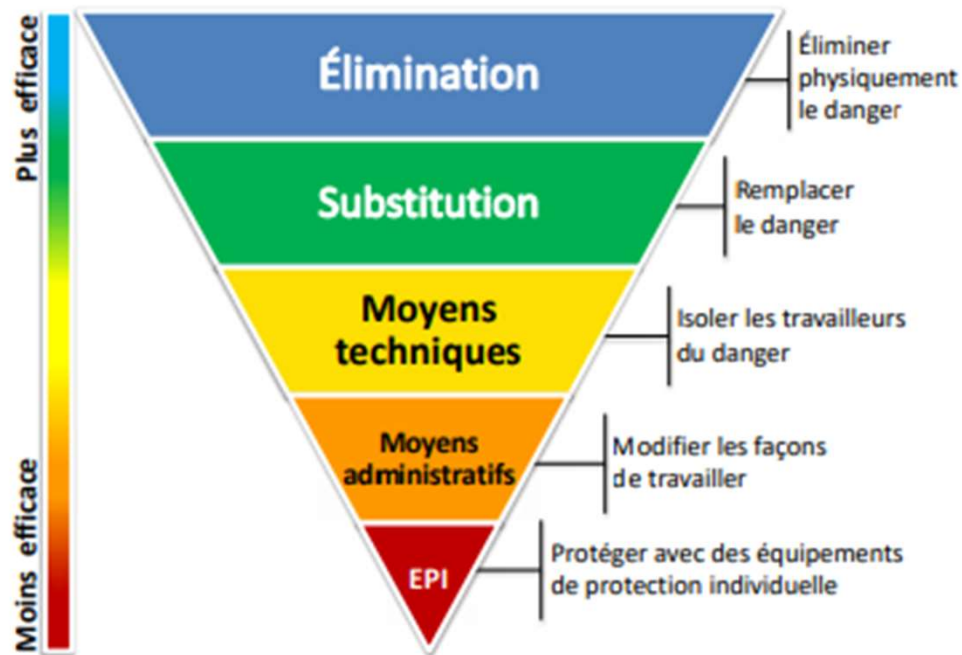 Plus efficace
Moins efficace
Élimination
Éliminer
physiquement
le danger
Substitution
Remplacer
le danger
Moyens
techniques
Isoler les travailleurs
du danger
Moyens
administratifs
Modifier les façons
de travailler
EPI
Protéger avec des équipements
de protection individuelle